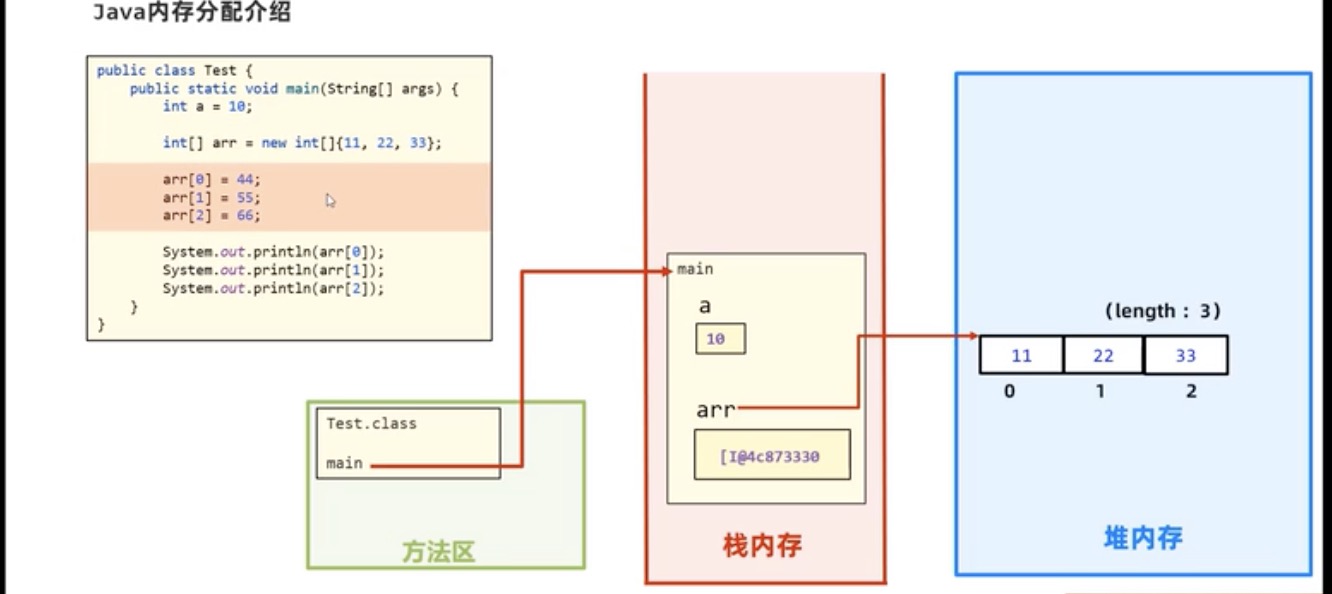 Java内存分配介绍
public class Test {
public static void main(String[] args) {
int a = 10;
int[] arr = new int[]{11, 22, 33};
arr[0] = 44;
arr[1] = 55;
arr[2] = 66;
System.out.println(arr[0]);
System.out.println(arr[1]);
System.out.println(arr[2]);
}
}
Test.class
main
方法区
main
a
10
arr
[I@4c873330
栈内存
(length : 3)
11 22 33
0 1 2
堆内存